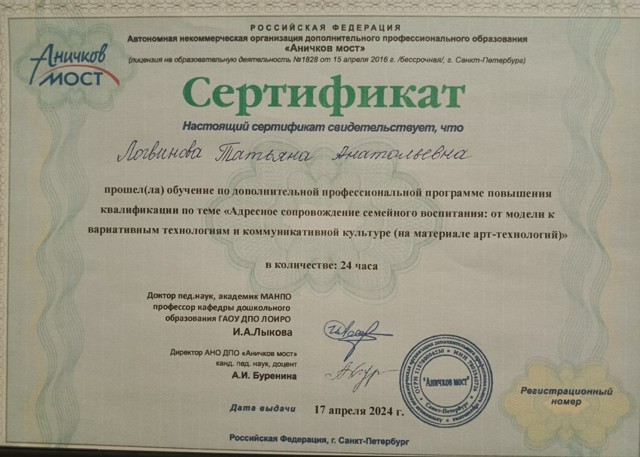 РОССИЙСКАЯ ФЕДЕРАЦИЯ
Автономная некоммерческая организация дополнительного профессионального образования
«Аничков мост»
(лицензия на образовательную деятельность №1828 от 15 апреля 2016 г. /бессрочная/, г. Санкт-Петербург)
Аничков
МОСТ
Сертификат
Настоящий сертификат свидетельствует, что
Логвинова Татьяна Анатольевна
прошел(ла) обучение по дополнительной профессиональной программе повышения
квалификации по теме «Адресное сопровождение семейного воспитания: от модели к
вариативным технологиям и коммуникативной культуре (на материале арт-технологий)»
в количестве: 24 часа
Доктор пед.наук, академик МАНПО
профессор кафедры дошкольного
образования ГАОУ ДПО ЛОИРО
И.А.Лыкова
Директор АНО ДПО «Аничков мост»
канд. пед. наук, доцент
А.И. Буренина
"Аничков мост"
Санкт-Петербург
Регистрационный
номер
Дата выдачи 17 апреля 2024 г.
Российская Федерация, г. Санкт-Петербург